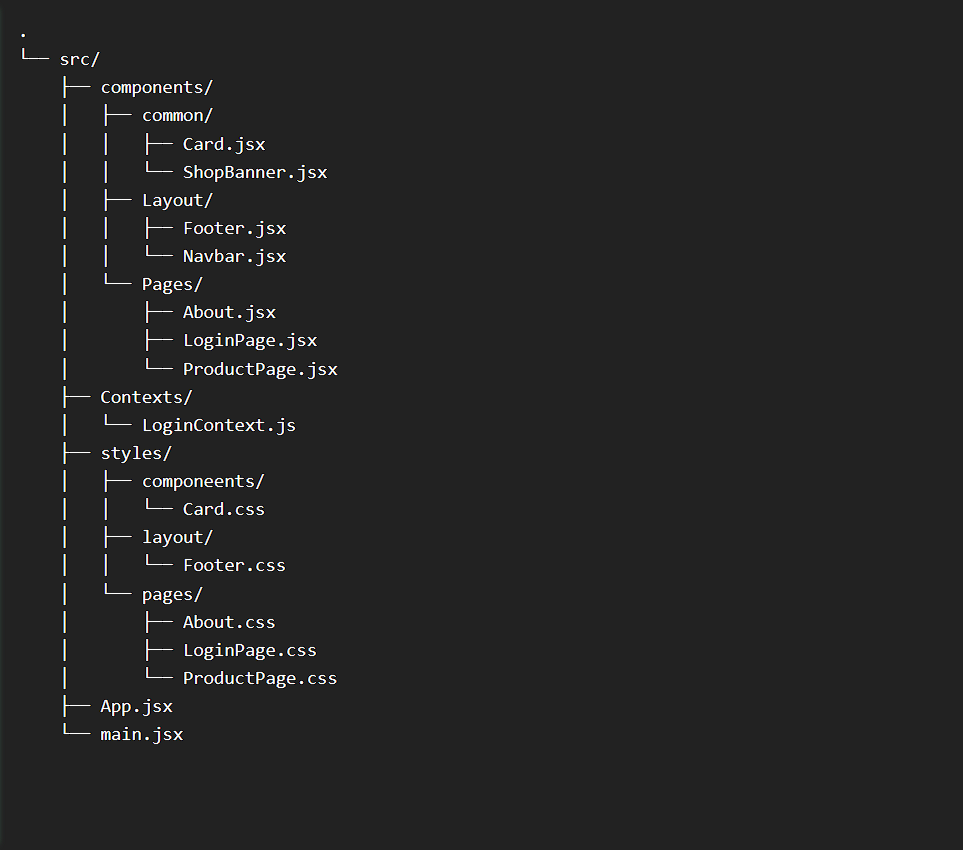 .
└── src/
    ├── components/
    │   ├── common/
    │   │   ├── Card.jsx
    │   │   └── ShopBanner.jsx
    │   ├── Layout/
    │   │   ├── Footer.jsx
    │   │   └── Navbar.jsx
    │   └── Pages/
    │       ├── About.jsx
    │       ├── LoginPage.jsx
    │       └── ProductPage.jsx
    ├── Contexts/
    │   └── LoginContext.js
    ├── styles/
    │   ├── componeents/
    │   │   └── Card.css
    │   ├── layout/
    │   │   └── Footer.css
    │   └── pages/
    │       ├── About.css
    │       ├── LoginPage.css
    │       └── ProductPage.css
    ├── App.jsx
    └── main.jsx